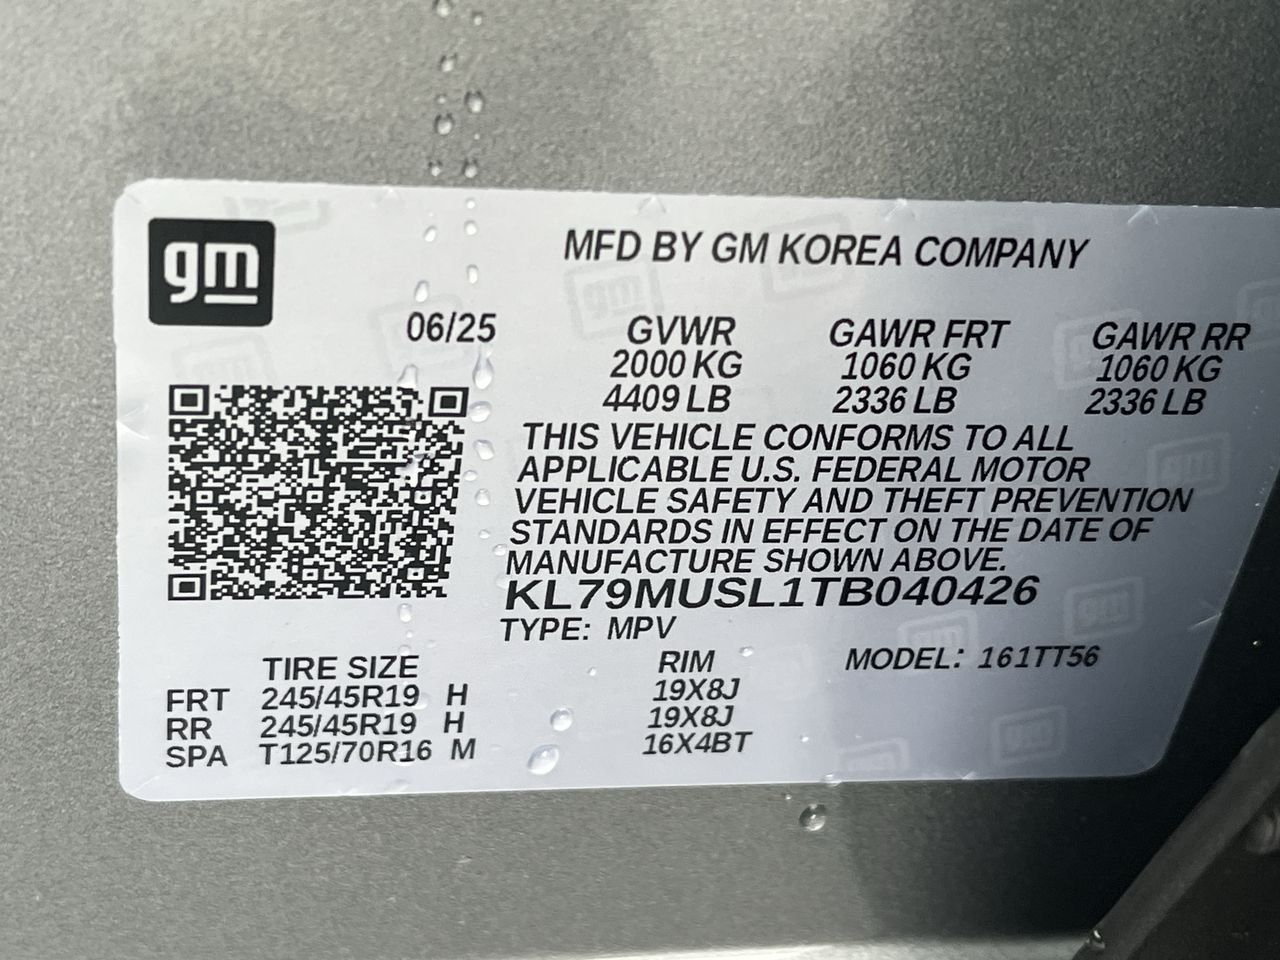 gm
MFD BY GM KOREA COMPANY
06/25 GVWR GAWR FRT GAWR RR
2000 KG 1060 KG 1060 KG
4409 LB 2336 LB 2336 LB
THIS VEHICLE CONFORMS TO ALL
APPLICABLE U.S. FEDERAL MOTOR
VEHICLE SAFETY AND THEFT PREVENTION
STANDARDS IN EFFECT ON THE DATE OF
MANUFACTURE SHOWN ABOVE.
KL79MUSL1TB040426
TYPE: MPV
TIRE SIZE RIM MODEL: 161TT56
FRT 245/45R19 H 19X8J
RR 245/45R19 H 19X8J
SPA T125/70R16 M 16X4BT